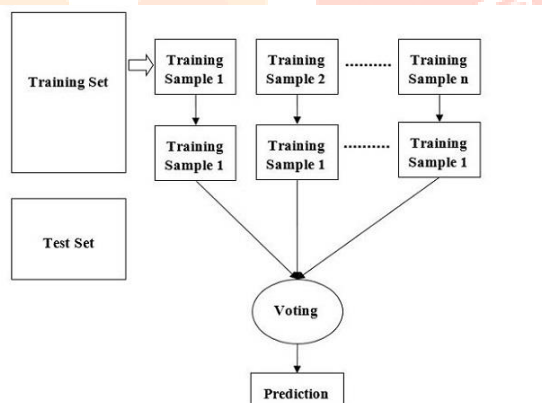 Training Set
Training
Sample 1
Training
Sample 2
Training
Sample n
Training
Sample 1
Training
Sample 1
Training
Sample 1
Test Set
Voting
Prediction